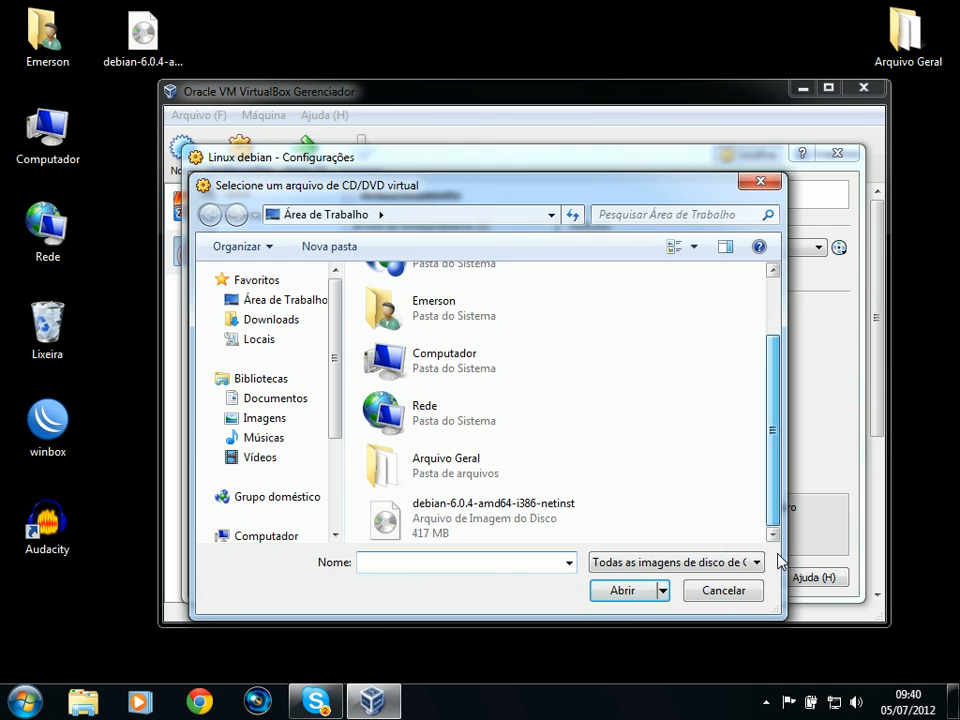 Emerson
debian-6.0.4-a...
Arquivo Geral
Computador
Rede
Lixeira
winbox
Audacity
Oracle VM VirtualBox Gerenciador
Arquivo (F) Máquina Ajuda (H)
Linux debian - Configurações
Selecione um arquivo de CD/DVD virtual
Área de Trabalho
Pesquisar Área de Trabalho
Organizar Nova pasta
Favoritos
Área de Trabalho
Downloads
Locais
Bibliotecas
Documentos
Imagens
Músicas
Vídeos
Grupo doméstico
Computador
Pasta do Sistema
Emerson
Pasta do Sistema
Computador
Pasta do Sistema
Rede
Pasta do Sistema
Arquivo Geral
Pasta de arquivos
debian-6.0.4-amd64-i386-netinst
Arquivo de Imagem do Disco
417 MB
Nome:
Todas as imagens de disco de
Abrir
Cancelar
Ajuda (H)
09:40
05/07/2012